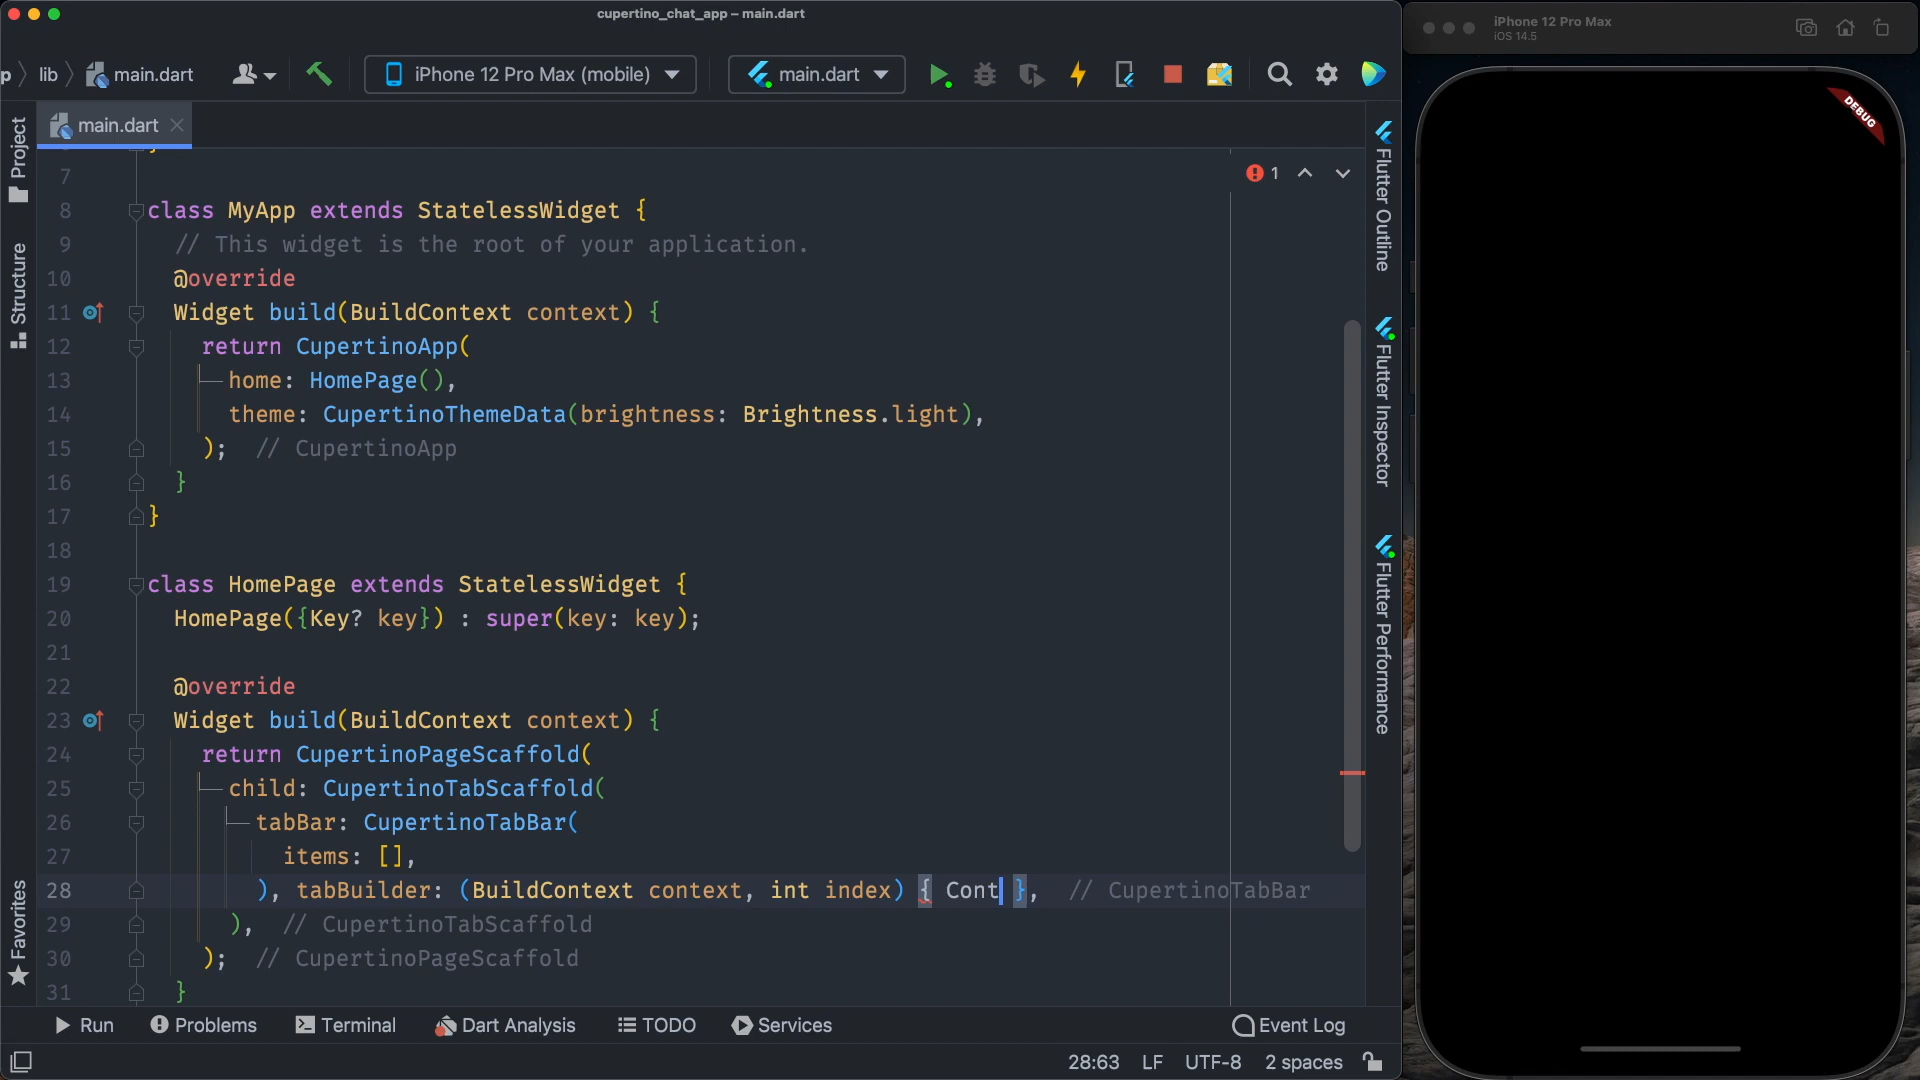 cupertino_chat_app – main.dart
p
lib
main.dart
iPhone 12 Pro Max (mobile)
main.dart
main.dart
Project
Structure
Favorites
1
7
8 class MyApp extends StatelessWidget {
9 // This widget is the root of your application.
10 @override
11 Widget build(BuildContext context) {
12 return CupertinoApp(
13 home: HomePage(),
14 theme: CupertinoThemeData(brightness: Brightness.light),
15 ); // CupertinoApp
16 }
17 }
18
19 class HomePage extends StatelessWidget {
20 HomePage({Key? key}) : super(key: key);
21
22 @override
23 Widget build(BuildContext context) {
24 return CupertinoPageScaffold(
25 child: CupertinoTabScaffold(
26 tabBar: CupertinoTabBar(
27 items: [],
28 ), tabBuilder: (BuildContext context, int index) { Cont }, // CupertinoTabBar
29 ), // CupertinoTabScaffold
30 ); // CupertinoPageScaffold
31 }
Flutter Outline
Flutter Inspector
Flutter Performance
Run
Problems
Terminal
Dart Analysis
TODO
Services
Event Log
28:63 LF UTF-8 2 spaces
iPhone 12 Pro Max
iOS 14.5
DEBUG